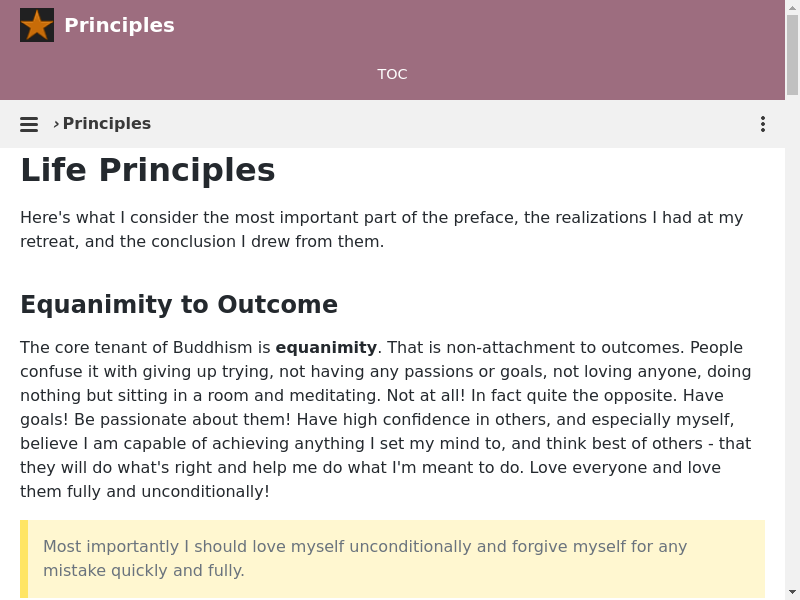 Principles
TOC
› Principles
Life Principles
Here's what I consider the most important part of the preface, the realizations I had at my
retreat, and the conclusion I drew from them.
Equanimity to Outcome
The core tenant of Buddhism is equanimity. That is non-attachment to outcomes. People
confuse it with giving up trying, not having any passions or goals, not loving anyone, doing
nothing but sitting in a room and meditating. Not at all! In fact quite the opposite. Have
goals! Be passionate about them! Have high confidence in others, and especially myself,
believe I am capable of achieving anything I set my mind to, and think best of others - that
they will do what's right and help me do what I'm meant to do. Love everyone and love
them fully and unconditionally!
Most importantly I should love myself unconditionally and forgive myself for any
mistake quickly and fully.